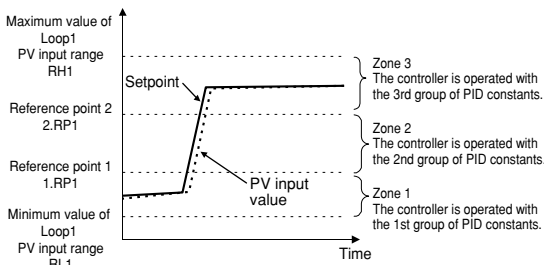 Maximum value of
Loop1
PV input range
RH1
Setpoint
Reference point 2
2.RP1
Reference point 1
1.RP1
PV input
value
Minimum value of
Loop1
PV input range
RL1
Time
Zone 3
The controller is operated with
the 3rd group of PID constants.
Zone 2
The controller is operated with
the 2nd group of PID constants.
Zone 1
The controller is operated with
the 1st group of PID constants.